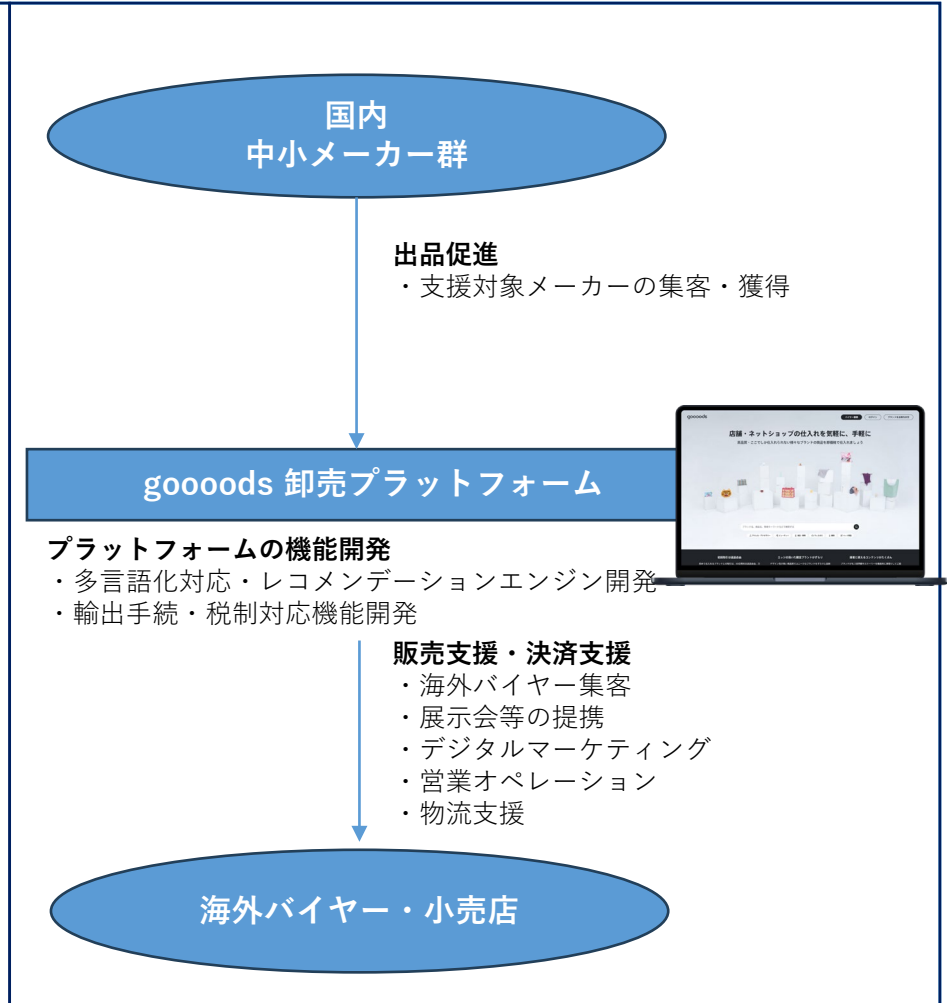 国内
中小メーカー群
出品促進
・支援対象メーカーの集客・獲得
goooods
店舗・ネットショップの仕入れを気軽に、手軽に
goooods 卸売プラットフォーム
プラットフォームの機能開発
・多言語化対応・レコメンデーションエンジン開発
・輸出手続・税制対応機能開発
販売支援・決済支援
・海外バイヤー集客
・展示会等の提携
・デジタルマーケティング
・営業オペレーション
・物流支援
海外バイヤー・小売店